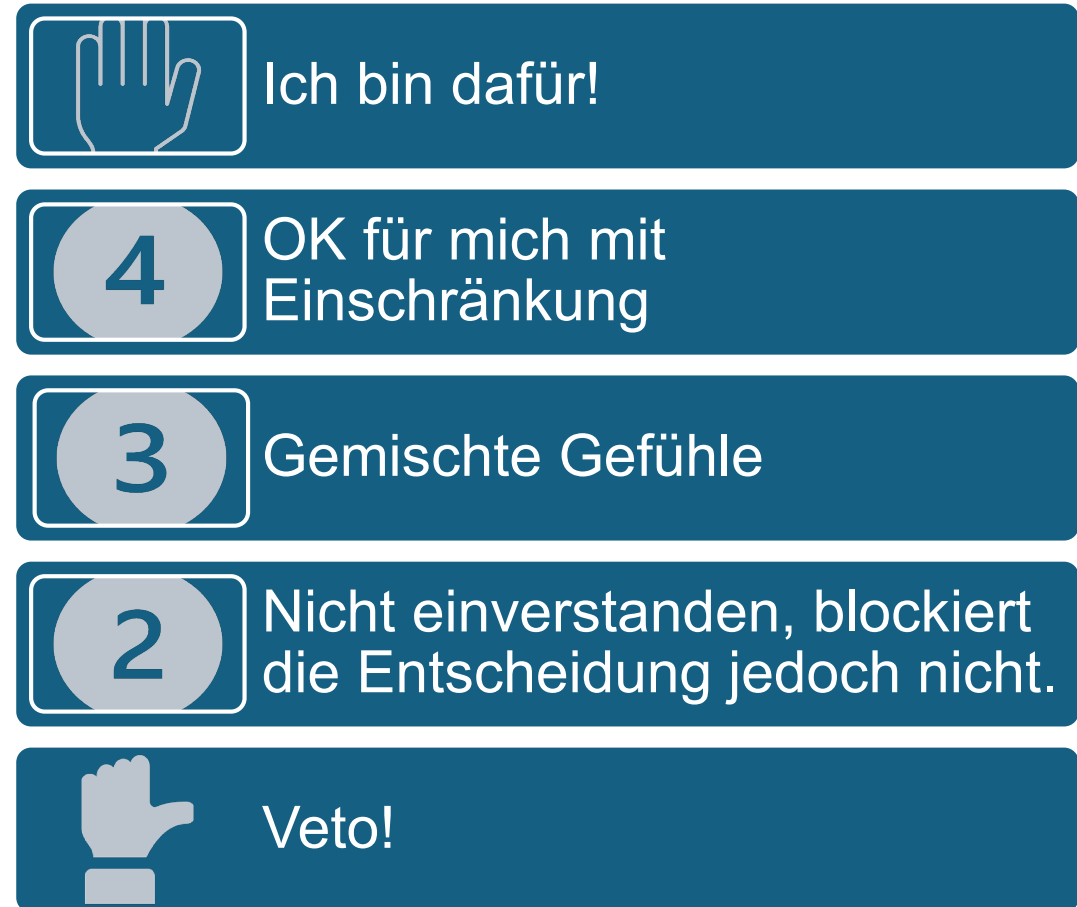 Ich bin dafür!
4
OK für mich mit
Einschränkung
3
Gemischte Gefühle
2
Nicht einverstanden, blockiert
die Entscheidung jedoch nicht.
Veto!